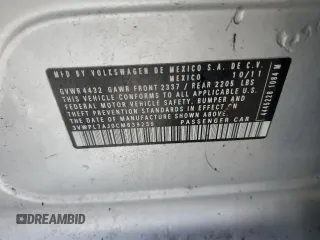 MFD. BY VOLKSWAGEN DE MEXICO S.A. DE C.V.
MEXICO 10/11
GVWR 4432 GAWR FRONT 2337 / REAR 2205 LBS
THIS VEHICLE CONFORMS TO ALL APPLICABLE
FEDERAL MOTOR VEHICLE SAFETY, BUMPER AND
THEFT PREVENTION STANDARDS IN EFFECT ON
THE DATE OF MANUFACTURE SHOWN ABOVE
PASSENGER CAR
1084 M
AUTOBIDMASTER